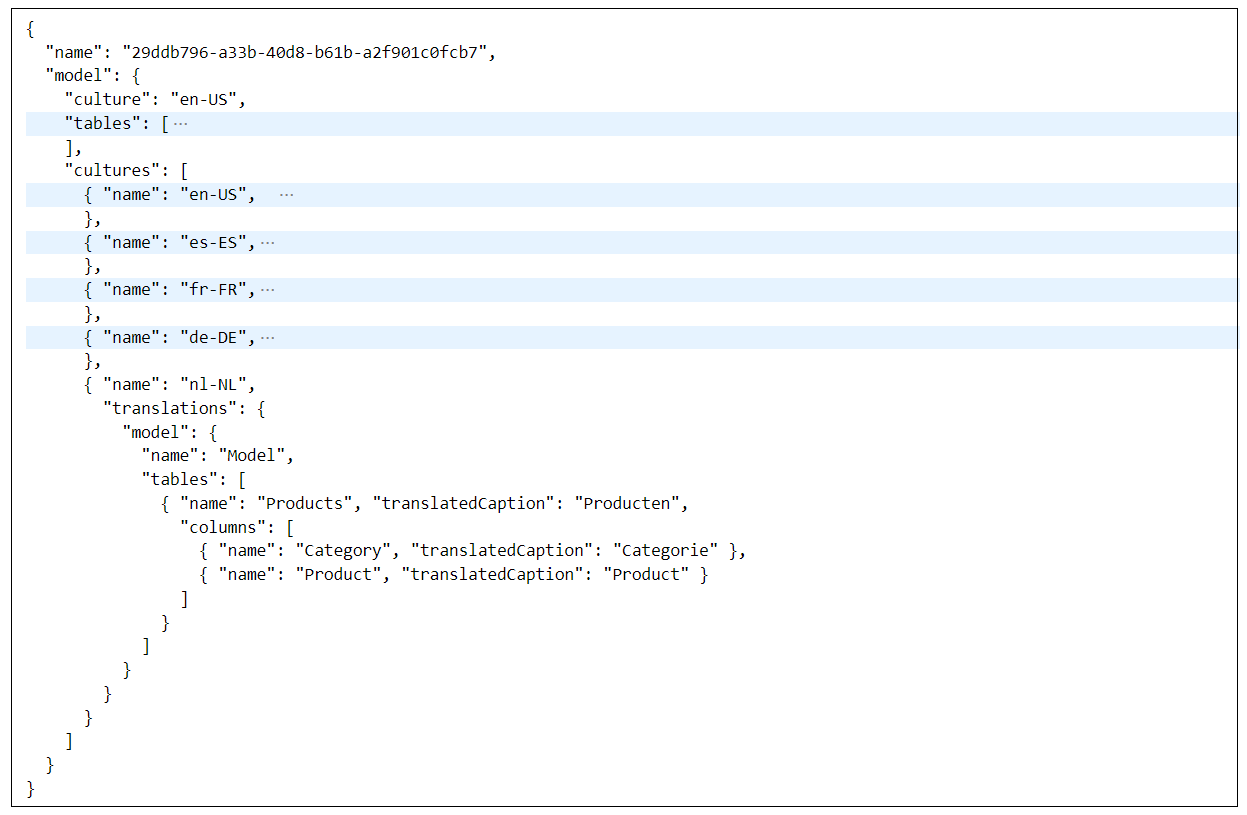 {
  "name": "29ddb796-a33b-40d8-b61b-a2f901c0fcb7",
  "model": {
    "culture": "en-US",
    "tables": [ ···
    ],
    "cultures": [
      { "name": "en-US",   ···
      },
      { "name": "es-ES", ···
      },
      { "name": "fr-FR", ···
      },
      { "name": "de-DE", ···
      },
      { "name": "nl-NL",
        "translations": {
          "model": {
            "name": "Model",
            "tables": [
              { "name": "Products", "translatedCaption": "Producten",
                "columns": [
                  { "name": "Category", "translatedCaption": "Categorie" },
                  { "name": "Product", "translatedCaption": "Product" }
                ]
              }
            ]
          }
        }
      }
    ]
  }
}